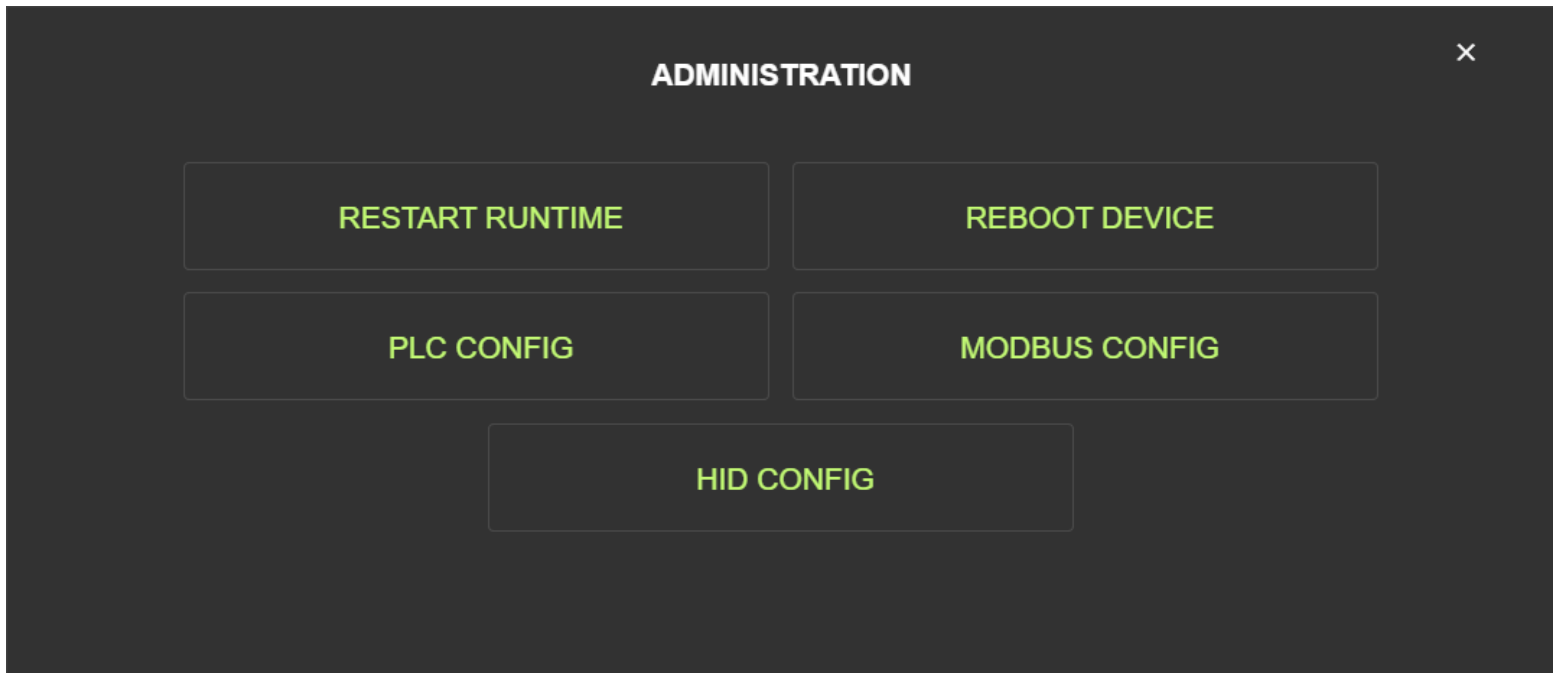 ADMINISTRATION
×
RESTART RUNTIME
REBOOT DEVICE
PLC CONFIG
MODBUS CONFIG
HID CONFIG